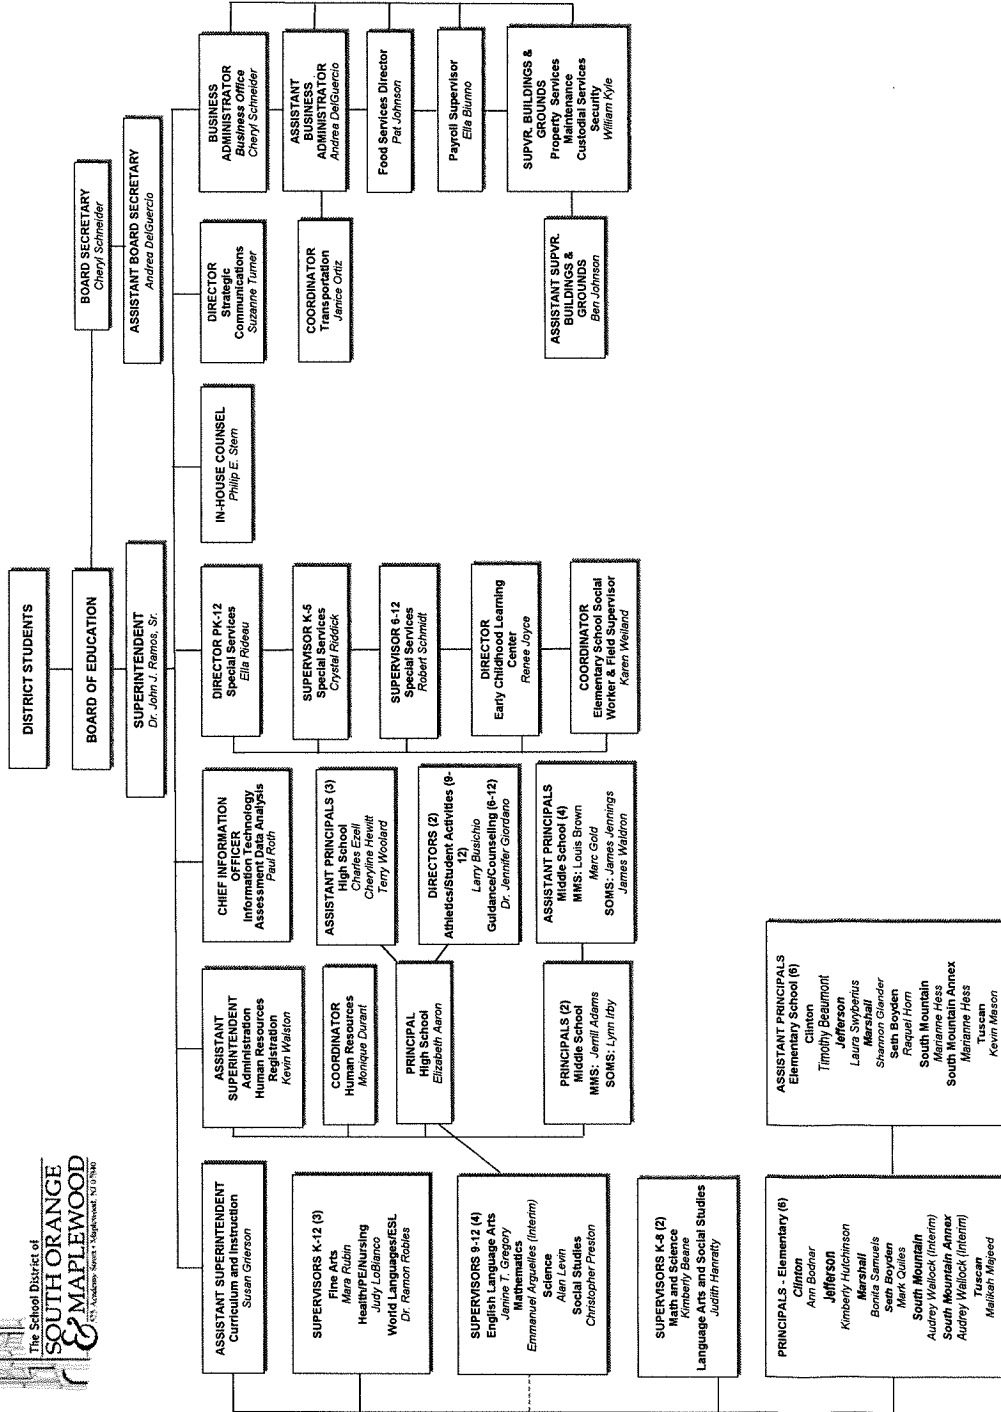 The School District of
SOUTH ORANGE
& MAPLEWOOD
525 Academy Street • Maplewood, NJ 07040
DISTRICT STUDENTS
BOARD OF EDUCATION
BOARD SECRETARY
Cheryl Schneider
SUPERINTENDENT
Dr. John J. Ramos, Sr.
ASSISTANT BOARD SECRETARY
Andrea DelGuercio
ASSISTANT SUPERINTENDENT
Curriculum and Instruction
Susan Grierson
SUPERVISORS K-12 (3)
Fine Arts
Mara Rubin
Health/PE/Nursing
Judy LoBianco
World Languages/ESL
Dr. Ramon Robles
SUPERVISORS 9-12 (4)
English Language Arts
Janine T. Gregory
Mathematics
Emmanuel Arguelles (Interim)
Science
Alan Levin
Social Studies
Christopher Preston
SUPERVISORS K-8 (2)
Math and Science
Kimberly Beane
Language Arts and Social Studies
Judith Hanratty
PRINCIPALS - Elementary (6)
Clinton
Ann Bodnar
Jefferson
Kimberly Hutchinson
Marshall
Bonita Samuels
Seth Boyden
Mark Quiles
South Mountain
Audrey Wallock (Interim)
South Mountain Annex
Audrey Wallock (Interim)
Tuscan
Malikah Majeed
ASSISTANT
SUPERINTENDENT
Administration
Human Resources
Registration
Kevin Walston
COORDINATOR
Human Resources
Monique Durant
PRINCIPAL
High School
Elizabeth Aaron
PRINCIPALS (2)
Middle School
MMS: Jerrill Adams
SOMS: Lynn Irby
ASSISTANT PRINCIPALS
Elementary School (6)
Clinton
Timothy Beaumont
Jefferson
Laura Swyberius
Marshall
Shannon Glander
Seth Boyden
Raquel Horn
South Mountain
Marianne Hess
South Mountain Annex
Marianne Hess
Tuscan
Kevin Mason
CHIEF INFORMATION
OFFICER
Information Technology
Assessment Data Analysis
Paul Roth
ASSISTANT PRINCIPALS (3)
High School
Charles Ezell
Cheryline Hewitt
Terry Woolard
DIRECTORS (2)
Athletics/Student Activities (9-
12)
Larry Busichio
Guidance/Counseling (6-12)
Dr. Jennifer Giordano
ASSISTANT PRINCIPALS
Middle School (4)
MMS: Louis Brown
Marc Gold
SOMS: James Jennings
James Waldron
DIRECTOR PK-12
Special Services
Ella Rideau
SUPERVISOR K-5
Special Services
Crystal Riddick
SUPERVISOR 6-12
Special Services
Robert Schmidt
DIRECTOR
Early Childhood Learning
Center
Renee Joyce
COORDINATOR
Elementary School Social
Worker & Field Supervisor
Karen Weiland
IN-HOUSE COUNSEL
Philip E. Stern
DIRECTOR
Strategic
Communications
Suzanne Turner
COORDINATOR
Transportation
Janice Ortiz
ASSISTANT SUPVR.
BUILDINGS &
GROUNDS
Ben Johnson
BUSINESS
ADMINISTRATOR
Business Office
Cheryl Schneider
ASSISTANT
BUSINESS
ADMINISTRATOR
Andrea DelGuercio
Food Services Director
Pat Johnson
Payroll Supervisor
Ella Biunno
SUPVR. BUILDINGS &
GROUNDS
Property Services
Maintenance
Custodial Services
Security
William Kyle